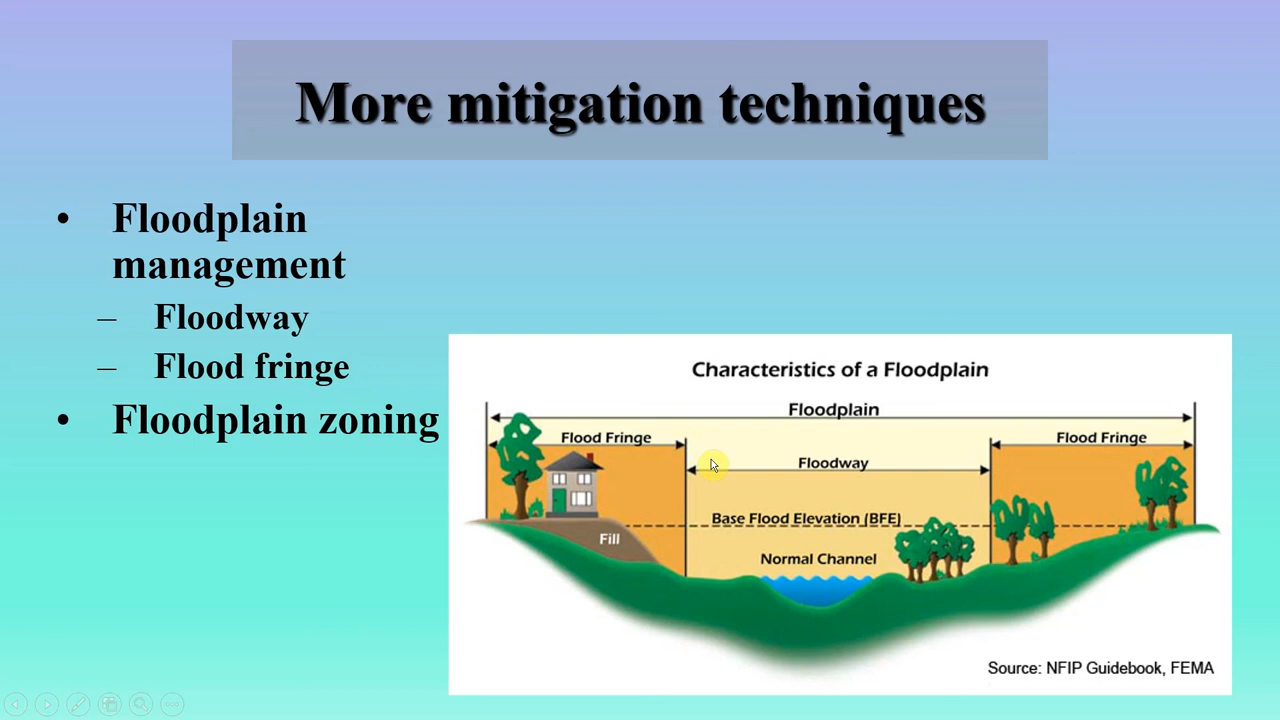 More mitigation techniques
• Floodplain
management
– Floodway
– Flood fringe
• Floodplain zoning
Characteristics of a Floodplain
Floodplain
Flood Fringe
Flood Fringe
Floodway
Base Flood Elevation (BFE)
Fill
Normal Channel
Source: NFIP Guidebook, FEMA